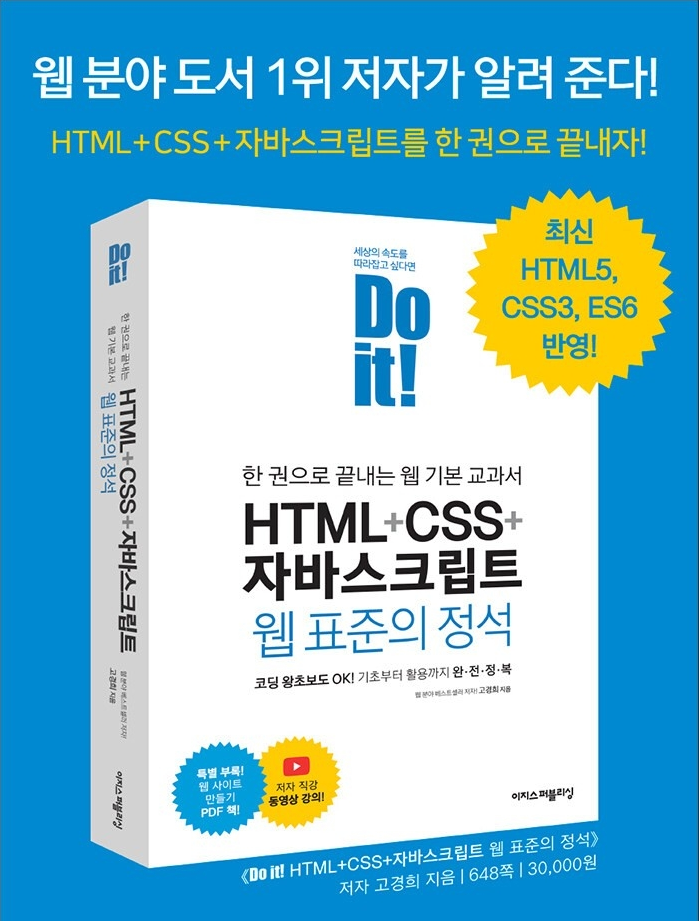 웹 분야 도서 1위 저자가 알려 준다!
HTML+CSS+자바스크립트를 한 권으로 끝내자!
최신
HTML5,
CSS3, ES6
반영!
Do
it!
한 권으로 끝내는
웹 기본 교과서
HTML+CSS+자바스크립트
웹 표준의 정석
웹 분야 베스트셀러 저자!
고경희 지음
이지스 퍼블리싱
세상의 속도를
따라잡고 싶다면
Do
it!
한 권으로 끝내는 웹 기본 교과서
HTML+CSS+
자바스크립트
웹 표준의 정석
코딩 왕초보도 OK! 기초부터 활용까지 완·전·정·복
웹 분야 베스트셀러 저자! 고경희 지음
특별 부록!
웹 사이트
만들기
PDF 책!
저자 직강
동영상 강의!
이지스 퍼블리싱
《Do it! HTML+CSS+자바스크립트 웹 표준의 정석》
저자 고경희 지음 | 648쪽 | 30,000원